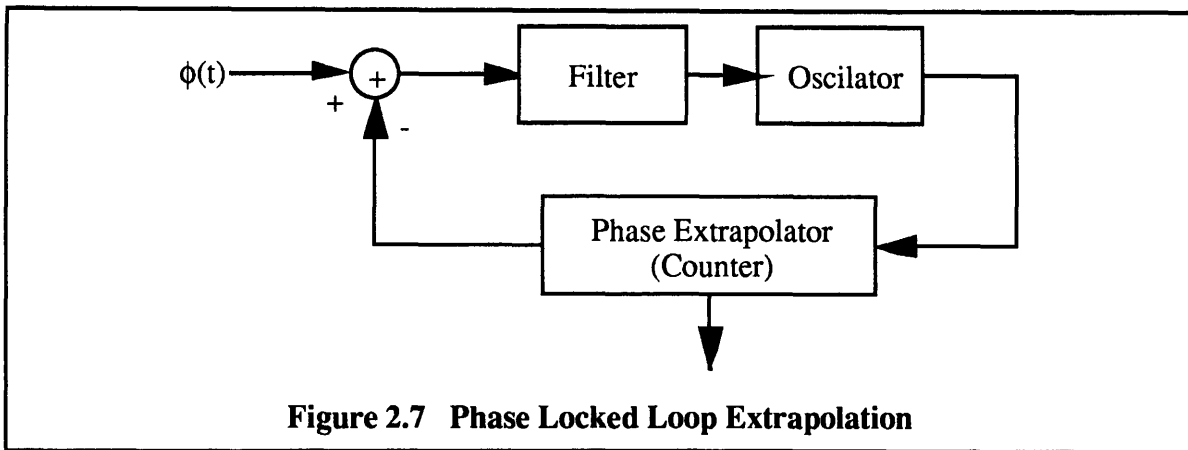 ϕ(t)
+
+
-
Filter
Oscilator
Phase Extrapolator
(Counter)
Figure 2.7 Phase Locked Loop Extrapolation